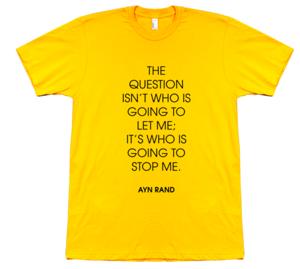 THE
QUESTION
ISN'T WHO IS
GOING TO
LET ME;
IT'S WHO IS
GOING TO
STOP ME.
AYN RAND